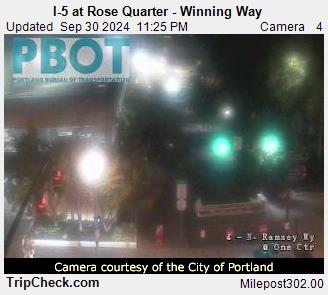 I-5 at Rose Quarter - Winning Way
Updated Sep 30 2024 11:25 PM Camera 4
PBOT
PORTLAND BUREAU OF TRANSPORTATION
4 - N. Ramsey Wy
@ One Ctr
Camera courtesy of the City of Portland
TripCheck.com Milepost302.00